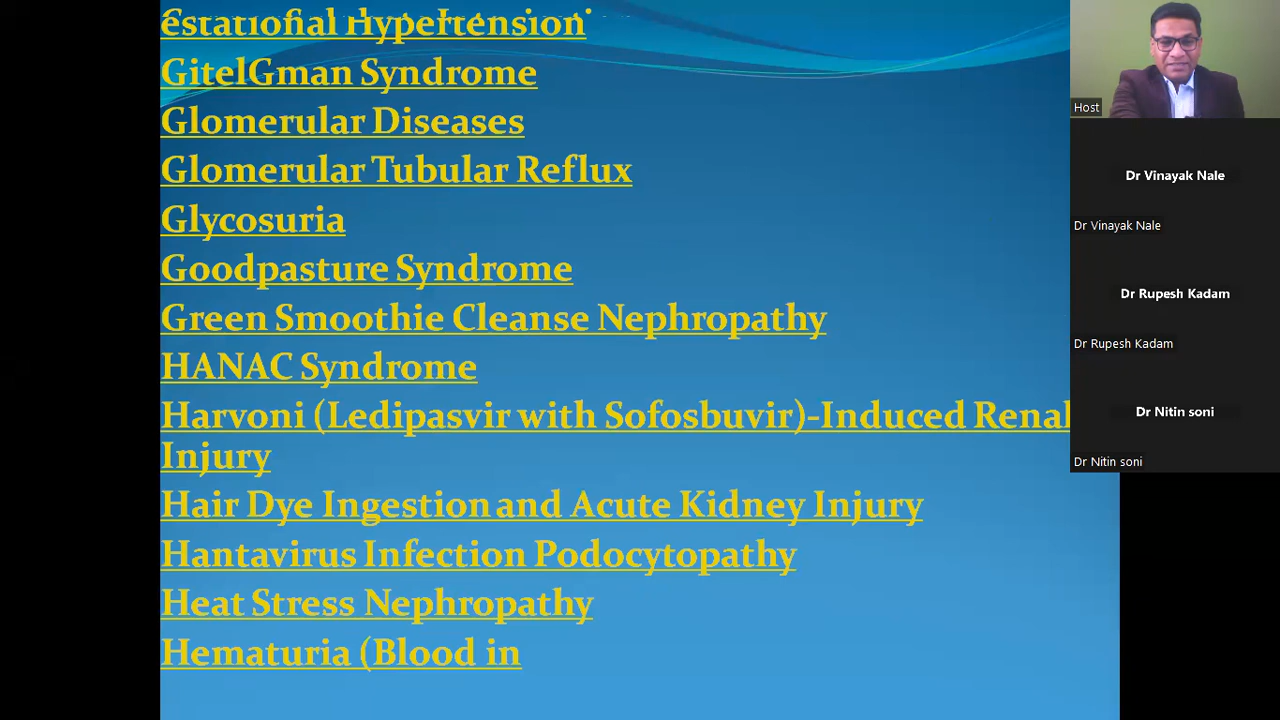 estational Hypertension
GitelGman Syndrome
Glomerular Diseases
Glomerular Tubular Reflux
Glycosuria
Goodpasture Syndrome
Green Smoothie Cleanse Nephropathy
HANAC Syndrome
Harvoni (Ledipasvir with Sofosbuvir)-Induced Renal
Injury
Hair Dye Ingestion and Acute Kidney Injury
Hantavirus Infection Podocytopathy
Heat Stress Nephropathy
Hematuria (Blood in
Host
Dr Vinayak Nale
Dr Vinayak Nale
Dr Rupesh Kadam
Dr Rupesh Kadam
Dr Nitin soni
Dr Nitin soni